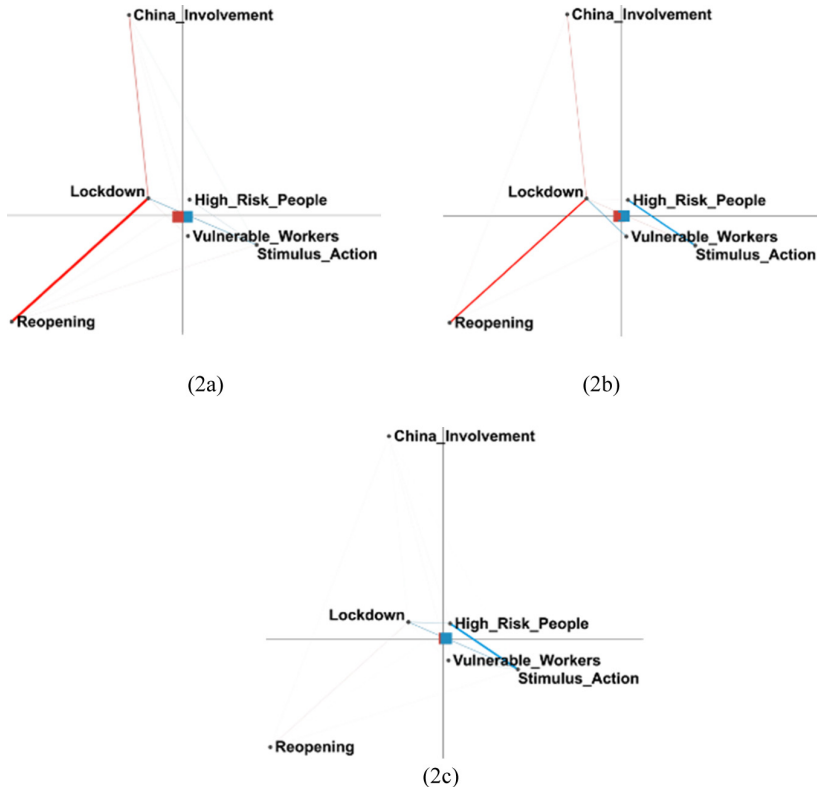 China_Involvement
Lockdown
High_Risk_People
Vulnerable_Workers
Stimulus_Action
Reopening
(2a)
China_Involvement
Lockdown
High_Risk_People
Vulnerable_Workers
Stimulus_Action
Reopening
(2b)
China_Involvement
Lockdown
High_Risk_People
Vulnerable_Workers
Stimulus_Action
Reopening
(2c)